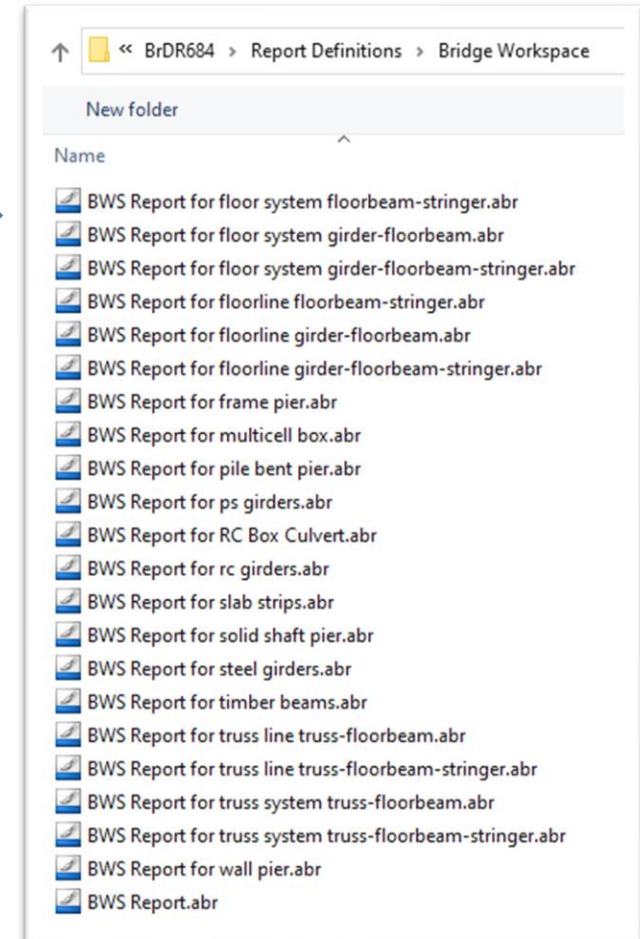 « BrDR684 > Report Definitions > Bridge Workspace
New folder
Name
BWS Report for floor system floorbeam-stringer.abr
BWS Report for floor system girder-floorbeam.abr
BWS Report for floor system girder-floorbeam-stringer.abr
BWS Report for floorline floorbeam-stringer.abr
BWS Report for floorline girder-floorbeam.abr
BWS Report for floorline girder-floorbeam-stringer.abr
BWS Report for frame pier.abr
BWS Report for multicell box.abr
BWS Report for pile bent pier.abr
BWS Report for ps girders.abr
BWS Report for RC Box Culvert.abr
BWS Report for rc girders.abr
BWS Report for slab strips.abr
BWS Report for solid shaft pier.abr
BWS Report for steel girders.abr
BWS Report for timber beams.abr
BWS Report for truss line truss-floorbeam.abr
BWS Report for truss line truss-floorbeam-stringer.abr
BWS Report for truss system truss-floorbeam.abr
BWS Report for truss system truss-floorbeam-stringer.abr
BWS Report for wall pier.abr
BWS Report.abr